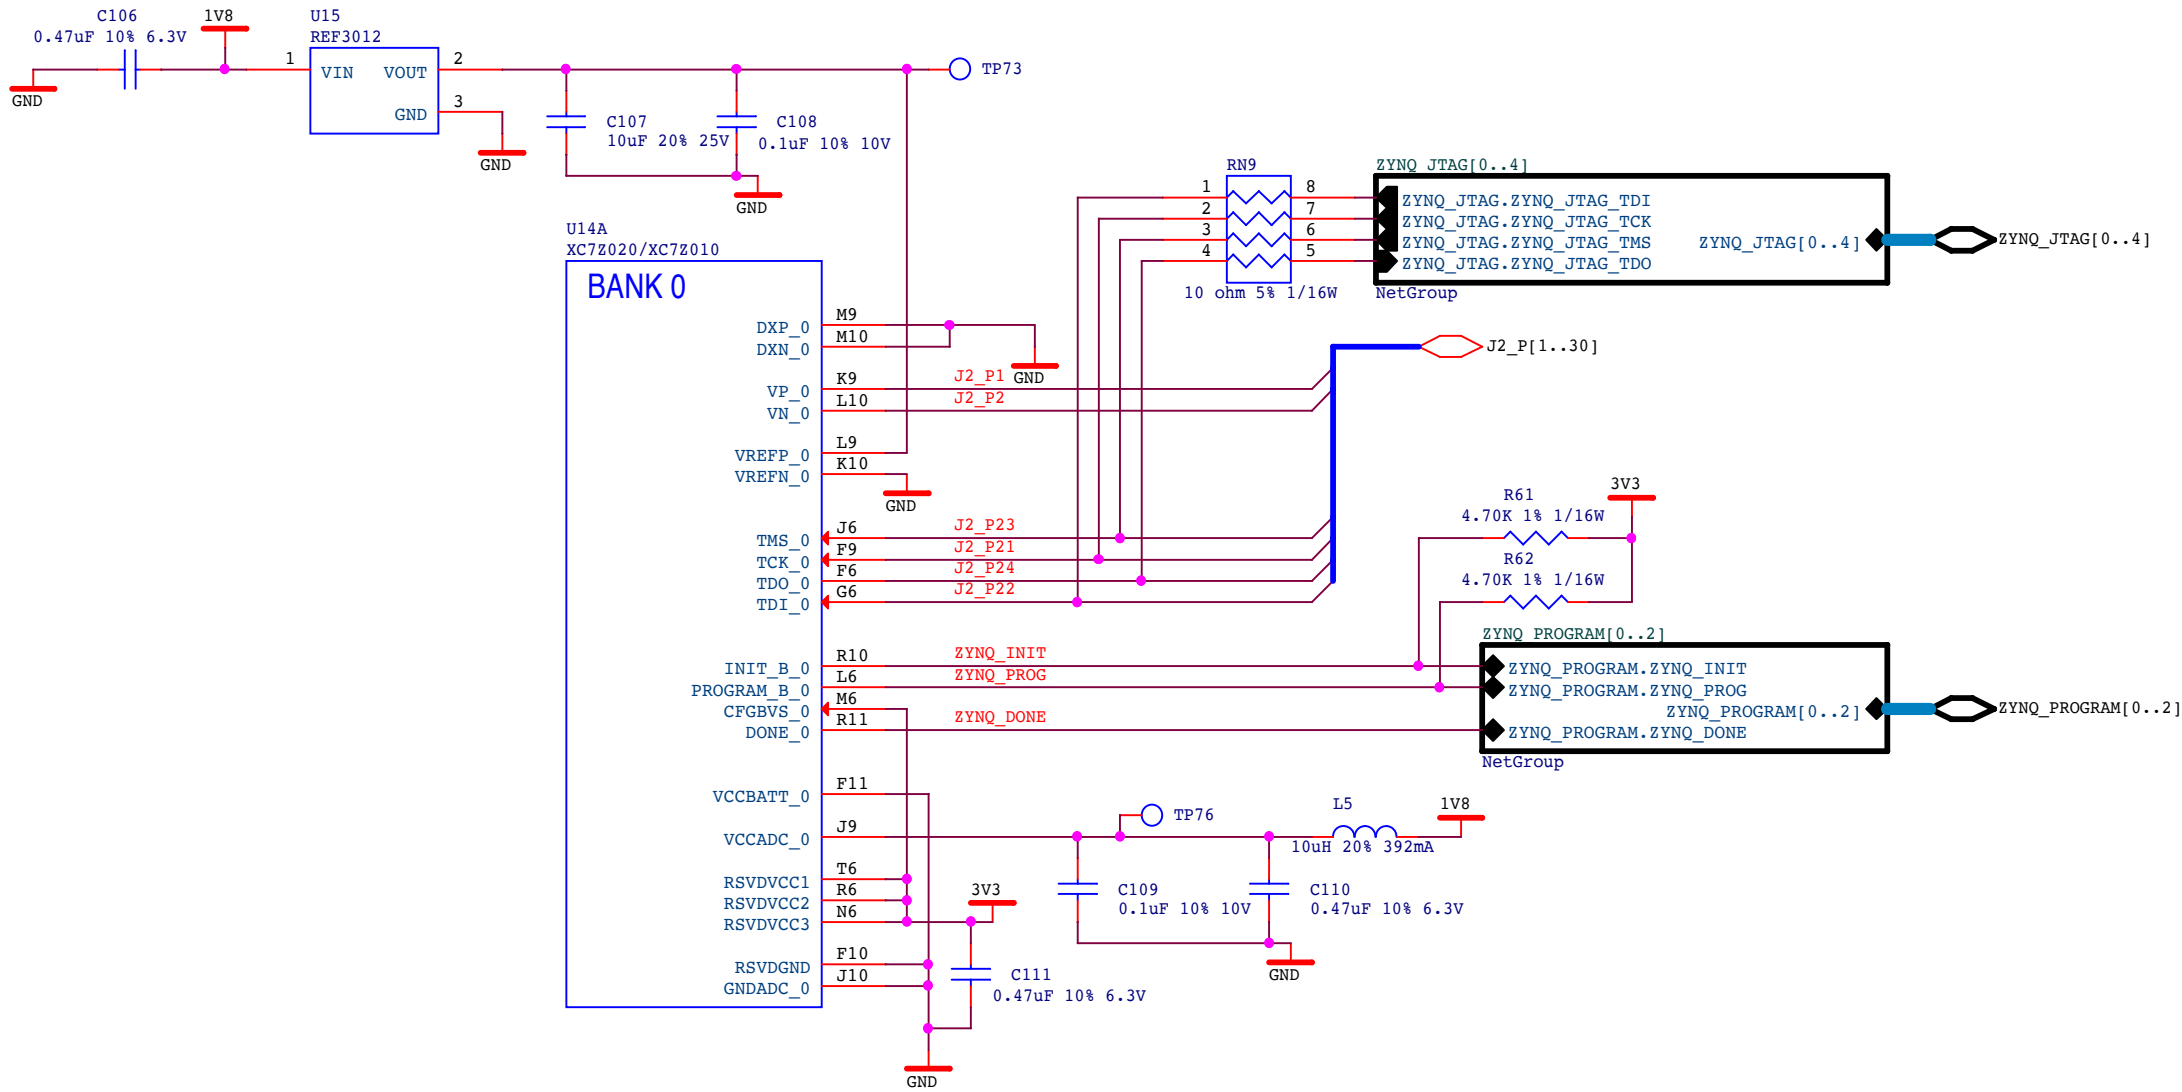 C106
0.47uF 10% 6.3V
1V8
GND
U15
REF3012
1
VIN
VOUT
2
GND
3
GND
TP73
C107
10uF 20% 25V
C108
0.1uF 10% 10V
GND
RN9
1
2
3
4
8
7
6
5
10 ohm 5% 1/16W
ZYNQ_JTAG[0..4]
ZYNQ_JTAG.ZYNQ_JTAG_TDI
ZYNQ_JTAG.ZYNQ_JTAG_TCK
ZYNQ_JTAG.ZYNQ_JTAG_TMS
ZYNQ_JTAG[0..4]
ZYNQ_JTAG.ZYNQ_JTAG_TDO
NetGroup
ZYNQ_JTAG[0..4]
U14A
XC7Z020/XC7Z010
BANK 0
DXP_0 M9
DXN_0 M10
GND
VP_0 K9 J2_P1
VN_0 L10 J2_P2
J2_P[1..30]
VREFP_0 L9
VREFN_0 K10
GND
TMS_0 J6 J2_P23
TCK_0 F9 J2_P21
TDO_0 F6 J2_P24
TDI_0 G6 J2_P22
3V3
R61
4.70K 1% 1/16W
R62
4.70K 1% 1/16W
INIT_B_0 R10 ZYNQ_INIT
PROGRAM_B_0 L6 ZYNQ_PROG
CFGBVS_0 M6
DONE_0 R11 ZYNQ_DONE
ZYNQ_PROGRAM[0..2]
ZYNQ_PROGRAM.ZYNQ_INIT
ZYNQ_PROGRAM.ZYNQ_PROG
ZYNQ_PROGRAM[0..2]
ZYNQ_PROGRAM.ZYNQ_DONE
NetGroup
ZYNQ_PROGRAM[0..2]
VCCBATT_0 F11
VCCADC_0 J9
TP76
L5
10uH 20% 392mA
1V8
RSVDVCC1 T6
RSVDVCC2 R6
RSVDVCC3 N6
3V3
C109
0.1uF 10% 10V
C110
0.47uF 10% 6.3V
GND
RSVDGND F10
GNDADC_0 J10
C111
0.47uF 10% 6.3V
GND